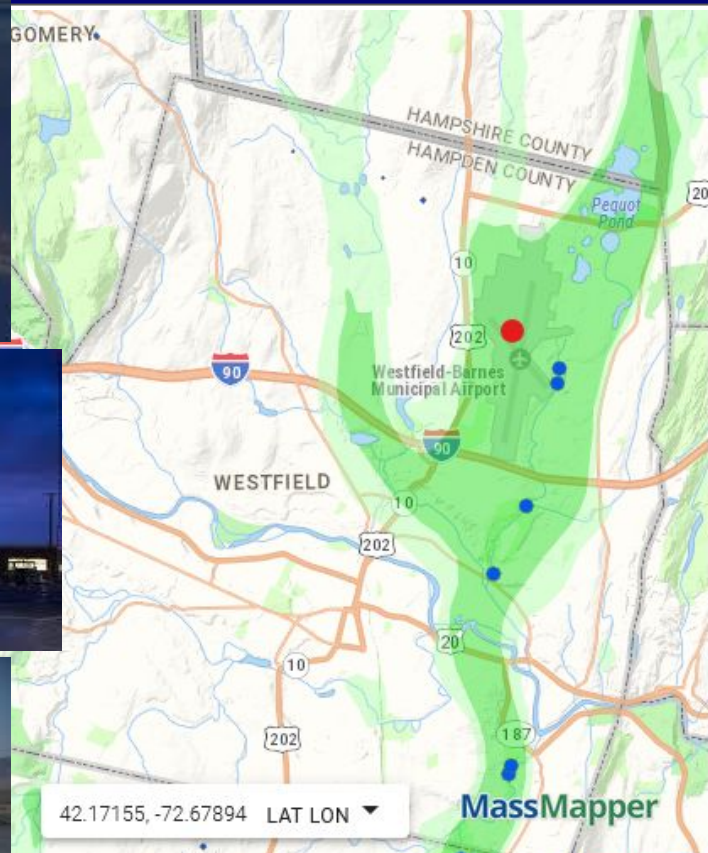 GOMERY
HAMPSHIRE COUNTY
HAMPDEN COUNTY
20
Pequot
Pond
10
202
90
Westfield-Barnes
Municipal Airport
90
WESTFIELD
10
202
20
10
187
202
42.17155, -72.67894 LAT LON
MassMapper